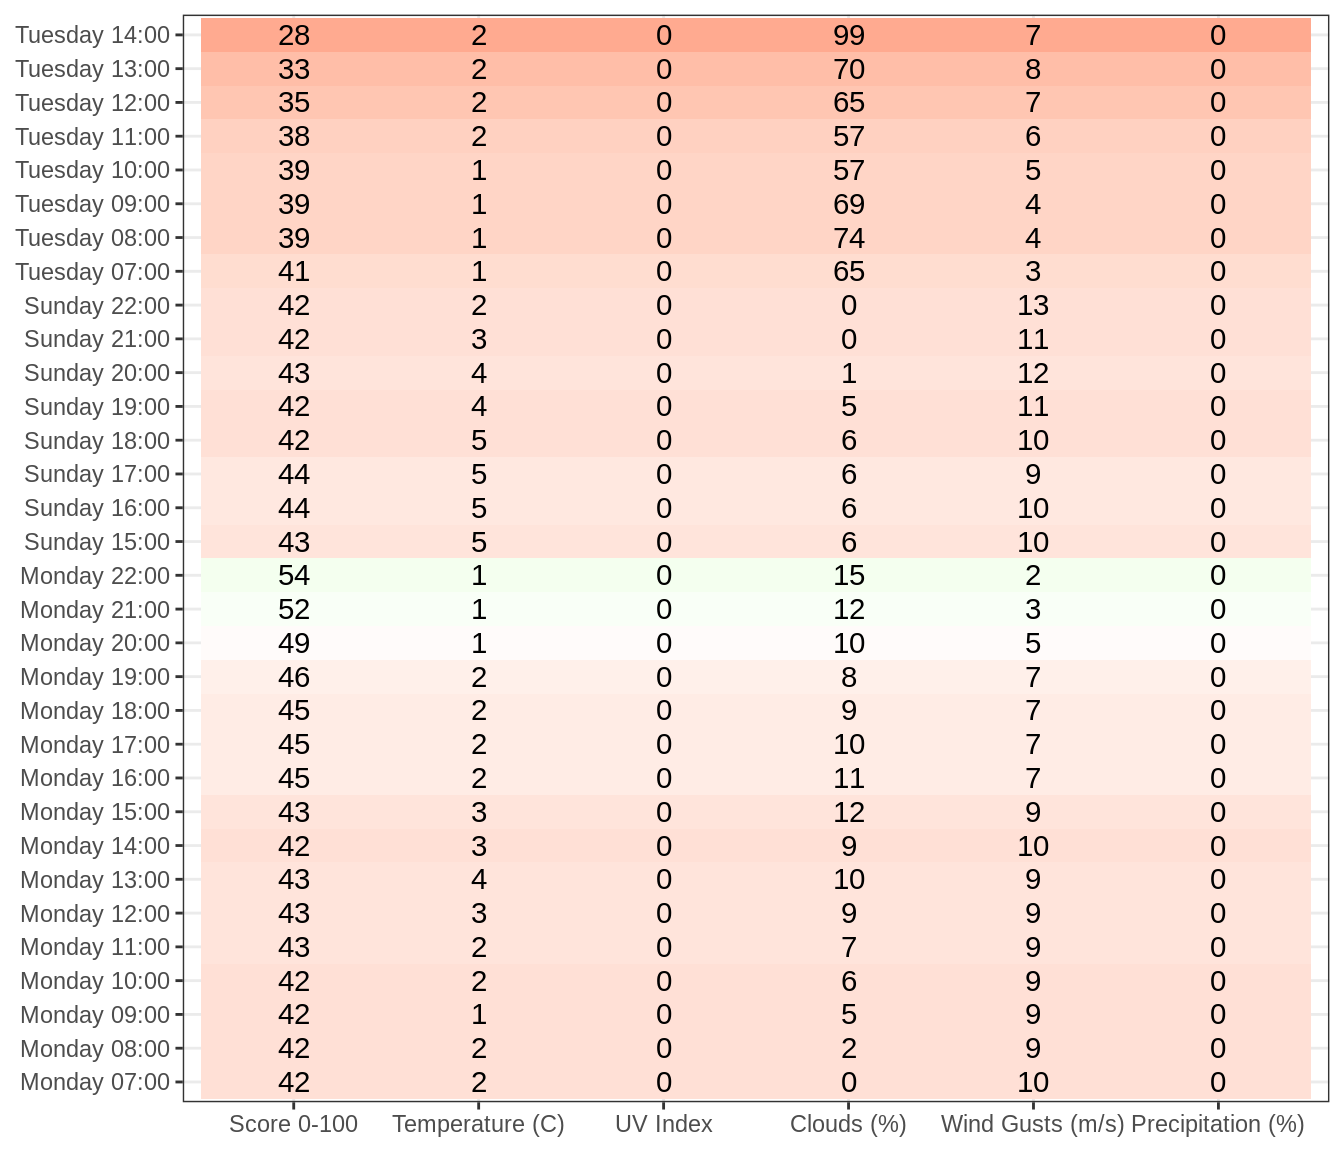 Tuesday 14:00 28 2 0 99 7 0
Tuesday 13:00 33 2 0 70 8 0
Tuesday 12:00 35 2 0 65 7 0
Tuesday 11:00 38 2 0 57 6 0
Tuesday 10:00 39 1 0 57 5 0
Tuesday 09:00 39 1 0 69 4 0
Tuesday 08:00 39 1 0 74 4 0
Tuesday 07:00 41 1 0 65 3 0
Sunday 22:00 42 2 0 0 13 0
Sunday 21:00 42 3 0 0 11 0
Sunday 20:00 43 4 0 1 12 0
Sunday 19:00 42 4 0 5 11 0
Sunday 18:00 42 5 0 6 10 0
Sunday 17:00 44 5 0 6 9 0
Sunday 16:00 44 5 0 6 10 0
Sunday 15:00 43 5 0 6 10 0
Monday 22:00 54 1 0 15 2 0
Monday 21:00 52 1 0 12 3 0
Monday 20:00 49 1 0 10 5 0
Monday 19:00 46 2 0 8 7 0
Monday 18:00 45 2 0 9 7 0
Monday 17:00 45 2 0 10 7 0
Monday 16:00 45 2 0 11 7 0
Monday 15:00 43 3 0 12 9 0
Monday 14:00 42 3 0 9 10 0
Monday 13:00 43 4 0 10 9 0
Monday 12:00 43 3 0 9 9 0
Monday 11:00 43 2 0 7 9 0
Monday 10:00 42 2 0 6 9 0
Monday 09:00 42 1 0 5 9 0
Monday 08:00 42 2 0 2 9 0
Monday 07:00 42 2 0 0 10 0
Score 0-100 Temperature (C) UV Index Clouds (%) Wind Gusts (m/s) Precipitation (%)